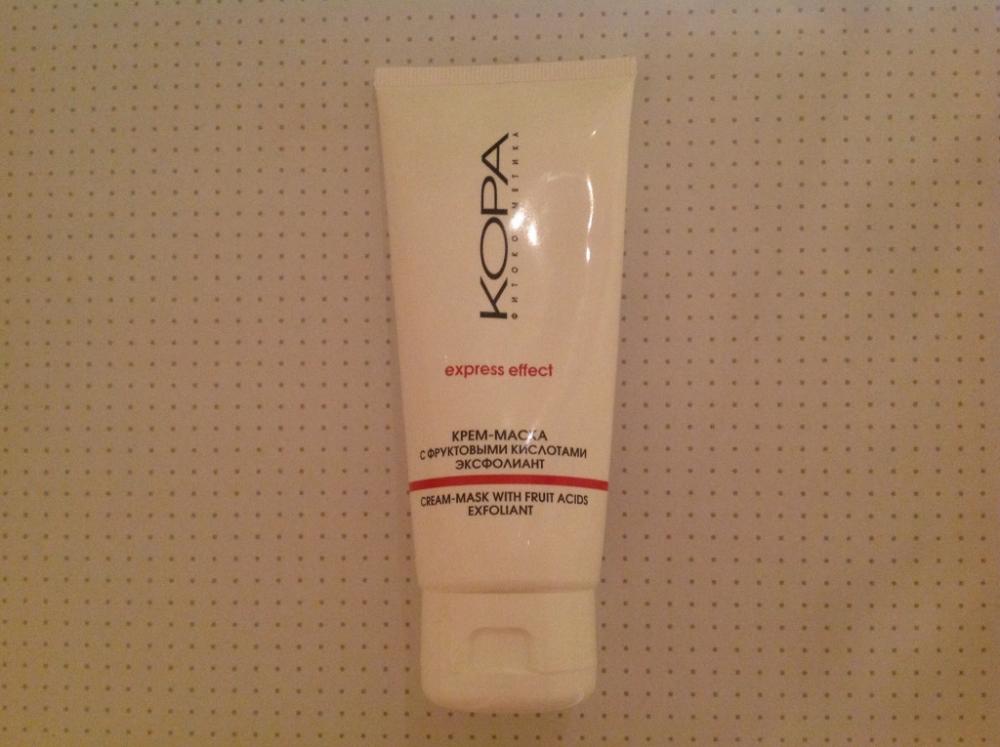 КОРА
ФИТОКОСМЕТИКА
express effect
КРЕМ-МАСКА
С ФРУКТОВЫМИ КИСЛОТАМИ
ЭКСФОЛИАНТ
CREAM-MASK WITH FRUIT ACIDS
EXFOLIANT